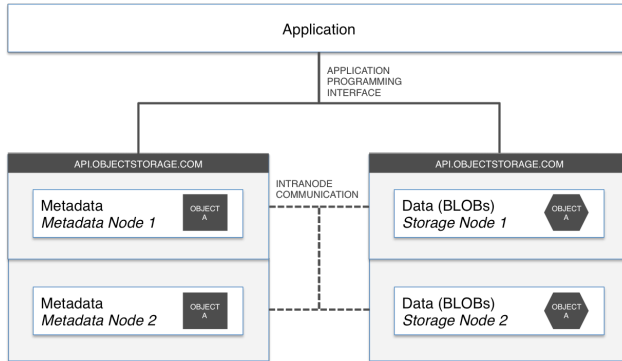 Application
APPLICATION
PROGRAMMING
INTERFACE
API.OBJECTSTORAGE.COM
API.OBJECTSTORAGE.COM
INTRANODE
COMMUNICATION
Metadata
Metadata Node 1
OBJECT
A
Data (BLOBs)
Storage Node 1
OBJECT
A
Metadata
Metadata Node 2
OBJECT
A
Data (BLOBs)
Storage Node 2
OBJECT
A